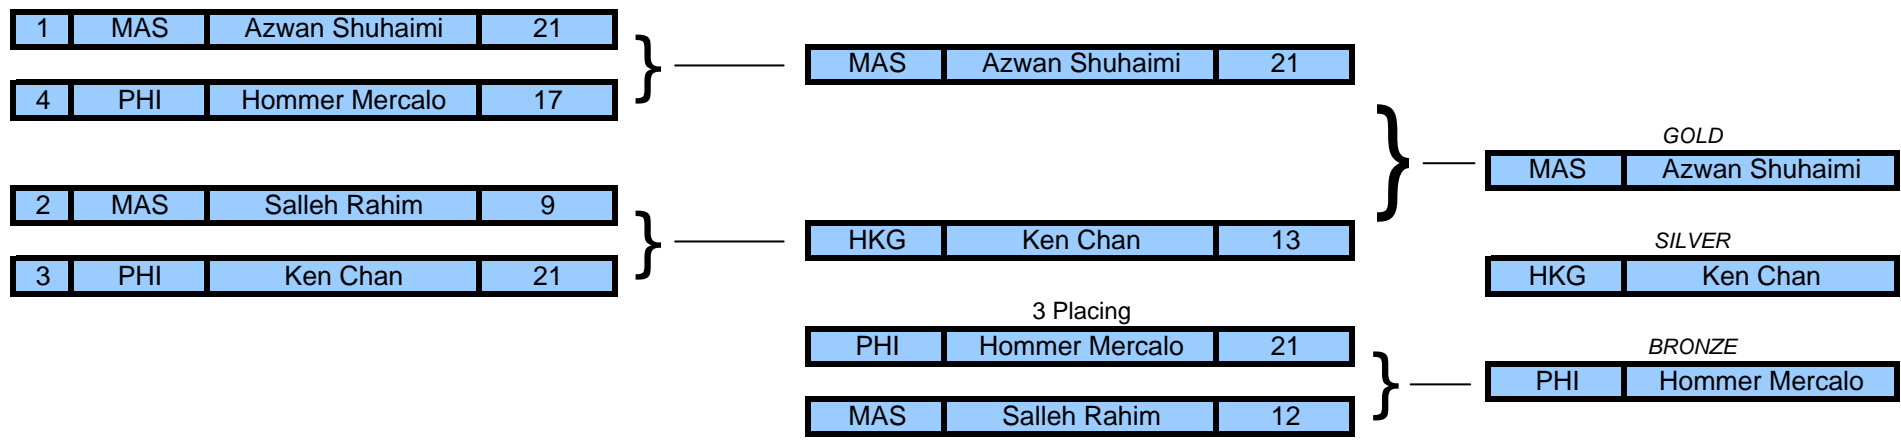 1 MAS Azwan Shuhaimi 21
4 PHI Hommer Mercalo 17
2 MAS Salleh Rahim 9
3 PHI Ken Chan 21
MAS Azwan Shuhaimi 21
HKG Ken Chan 13
3 Placing
PHI Hommer Mercalo 21
MAS Salleh Rahim 12
GOLD
MAS Azwan Shuhaimi
SILVER
HKG Ken Chan
BRONZE
PHI Hommer Mercalo